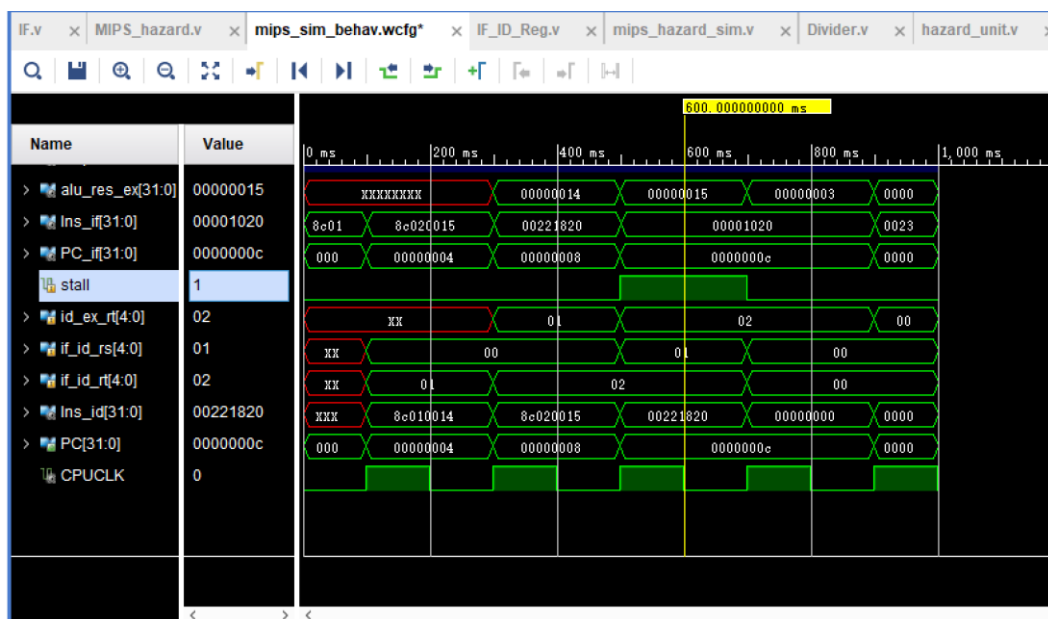 IF.v × MIPS_hazard.v × mips_sim_behav.wcfg* × IF_ID_Reg.v × mips_hazard_sim.v × Divider.v × hazard_unit.v
600.000000000 ms
Name Value 0 ms 200 ms 400 ms 600 ms 800 ms 1,000 ms
> alu_res_ex[31:0] 00000015 XXXXXXXX 00000014 00000015 00000003 0000
> Ins_if[31:0] 00001020 8c01 8c020015 00221820 00001020 0023
> PC_if[31:0] 0000000c 000 00000004 00000008 0000000c 0000
stall 1
> id_ex_rt[4:0] 02 XX 01 02 00
> if_id_rs[4:0] 01 XX 00 01 00
> if_id_rt[4:0] 02 XX 01 02 00
> Ins_id[31:0] 00221820 XXX 8c010014 8c020015 00221820 00000000 0000
> PC[31:0] 0000000c 000 00000004 00000008 0000000c 0000
CPUCLK 0